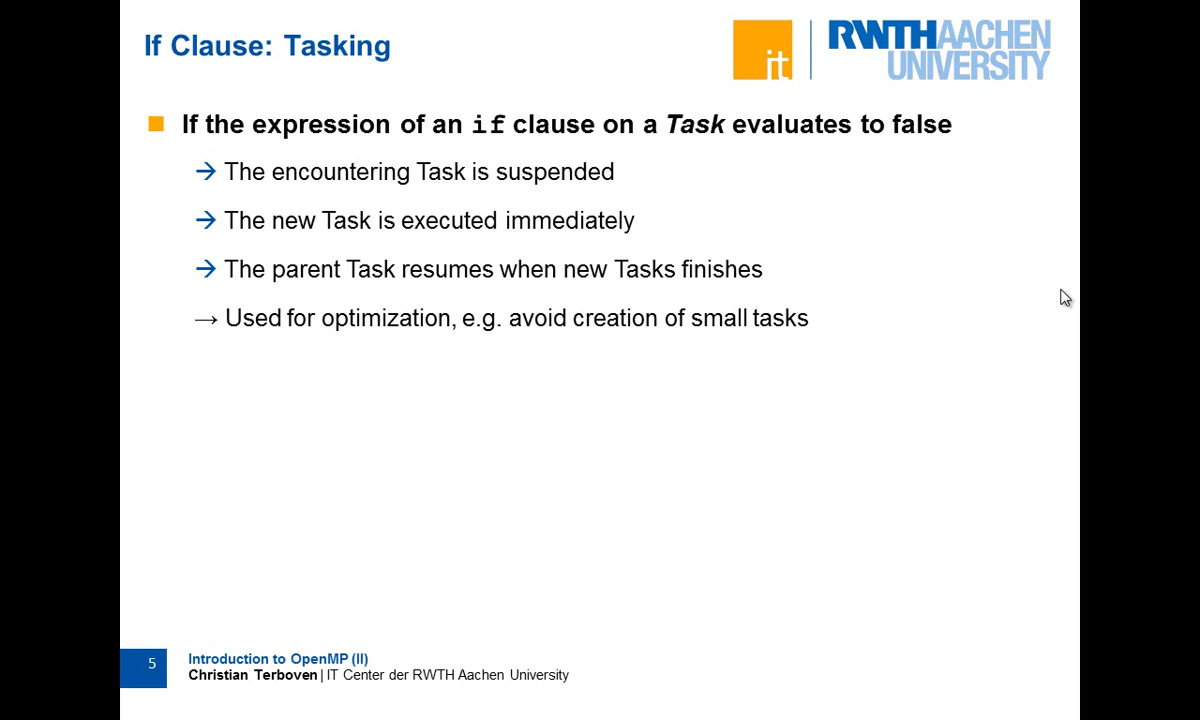 If Clause: Tasking
it
RWTHAACHEN
UNIVERSITY
If the expression of an if clause on a Task evaluates to false
→ The encountering Task is suspended
→ The new Task is executed immediately
→ The parent Task resumes when new Tasks finishes
→ Used for optimization, e.g. avoid creation of small tasks
5
Introduction to OpenMP (II)
Christian Terboven | IT Center der RWTH Aachen University